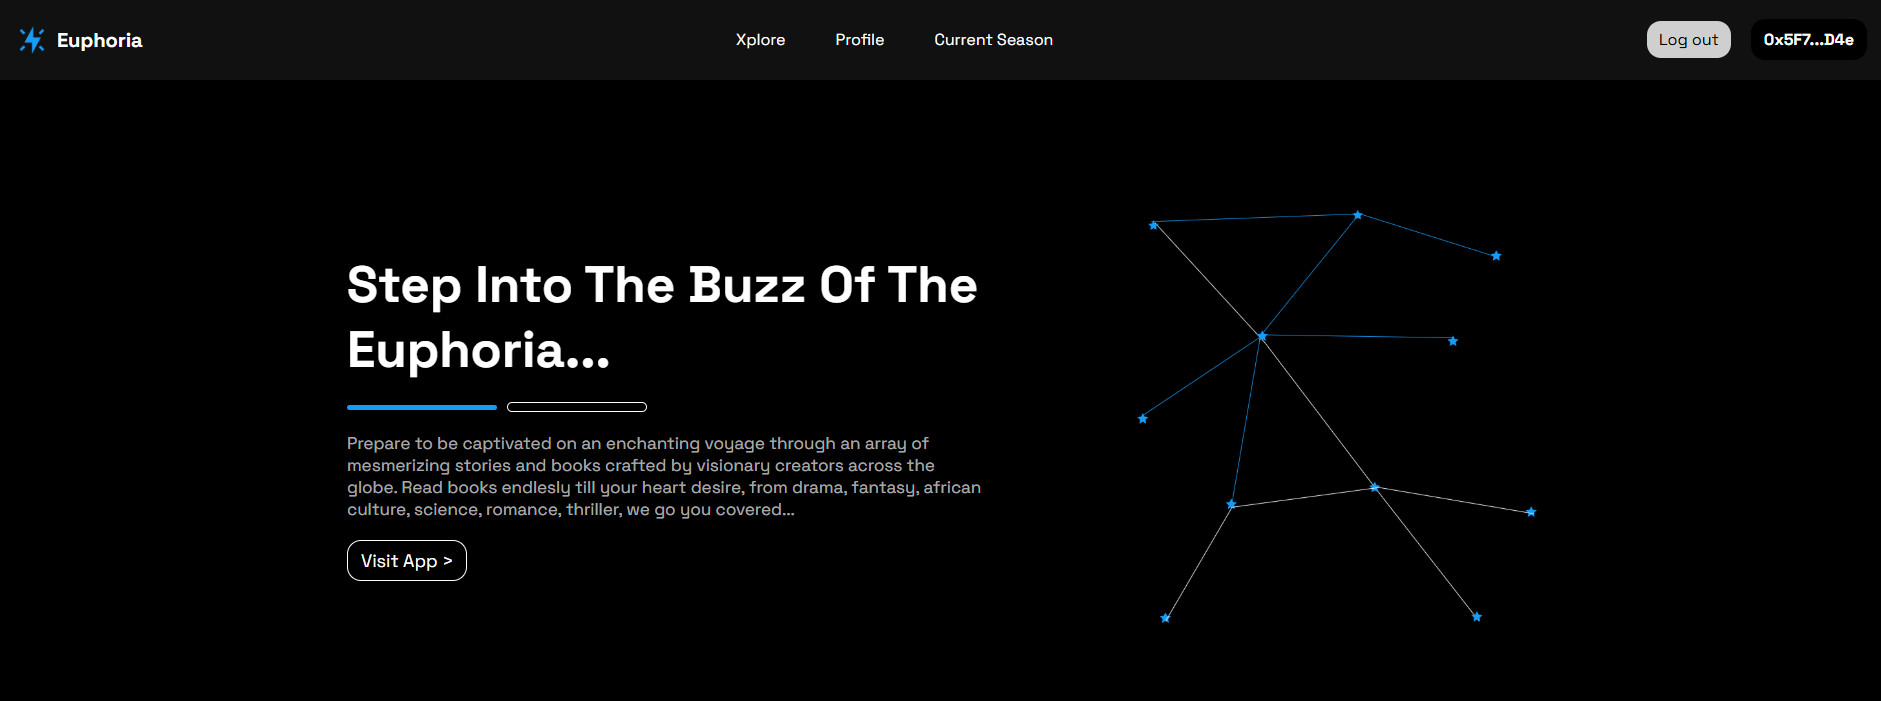 Euphoria
Xplore
Profile
Current Season
Log out
0x5F7...D4e
Step Into The Buzz Of The
Euphoria...
Prepare to be captivated on an enchanting voyage through an array of
mesmerizing stories and books crafted by visionary creators across the
globe. Read books endlesly till your heart desire, from drama, fantasy, african
culture, science, romance, thriller, we go you covered...
Visit App >